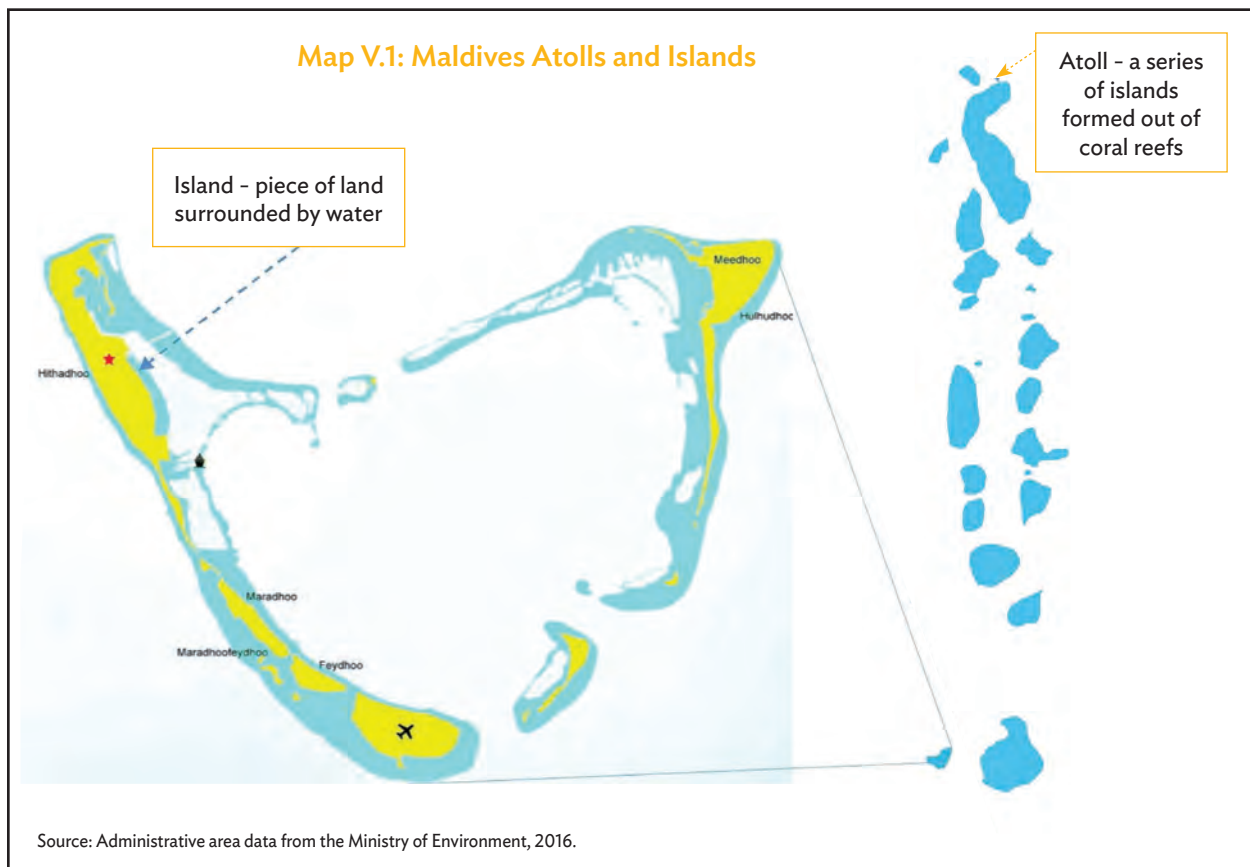 Map V.1: Maldives Atolls and Islands
Atoll – a series
of islands
formed out of
coral reefs
Island – piece of land
surrounded by water
Meedhoo
Hulhudhoo
Hithadhoo
Maradhoo
Maradhoofeydhoo
Feydhoo
Source: Administrative area data from the Ministry of Environment, 2016.